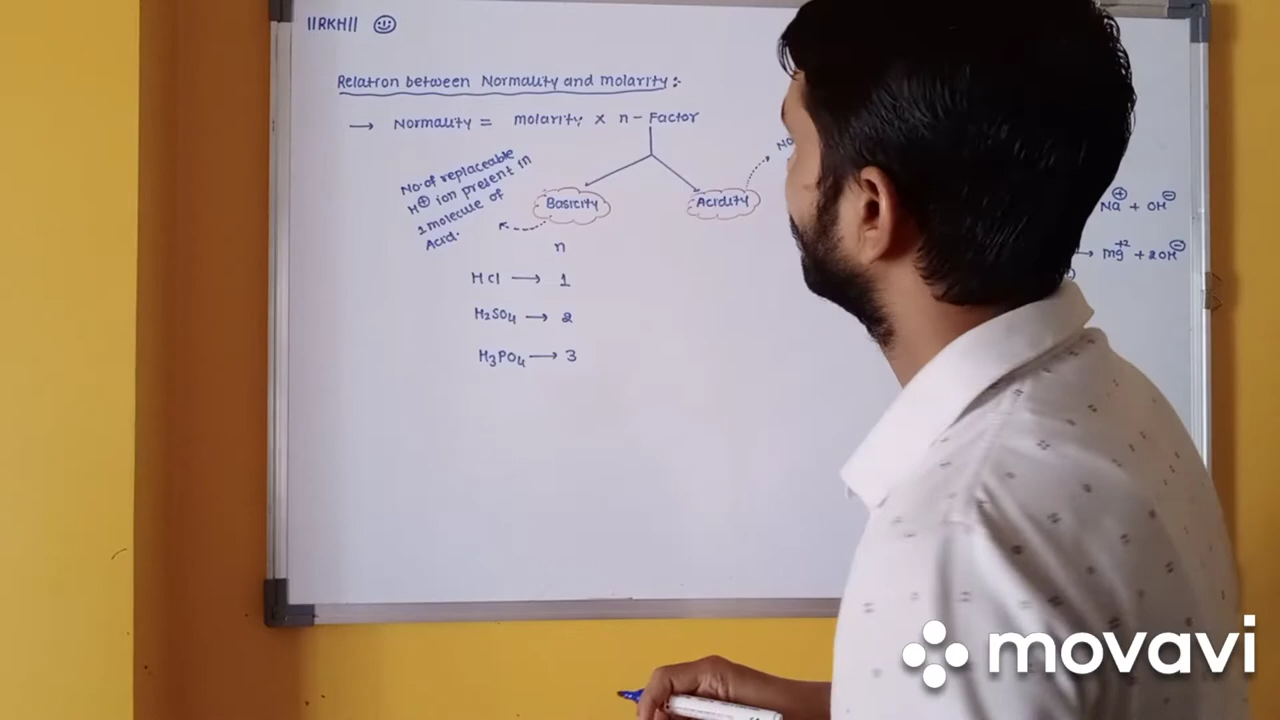 llRKHll ☺
Relation between Normality and molarity :-
→ Normality = molarity x n - Factor
No. of replaceable
H⊕ ion present in
1 molecule of
Acid.
Basicity
Acidity
n
HCl → 1
H2SO4 → 2
H3PO4 → 3
Na⊕ + OH⊖
→ mg+2 + 2OH⊖
movavi